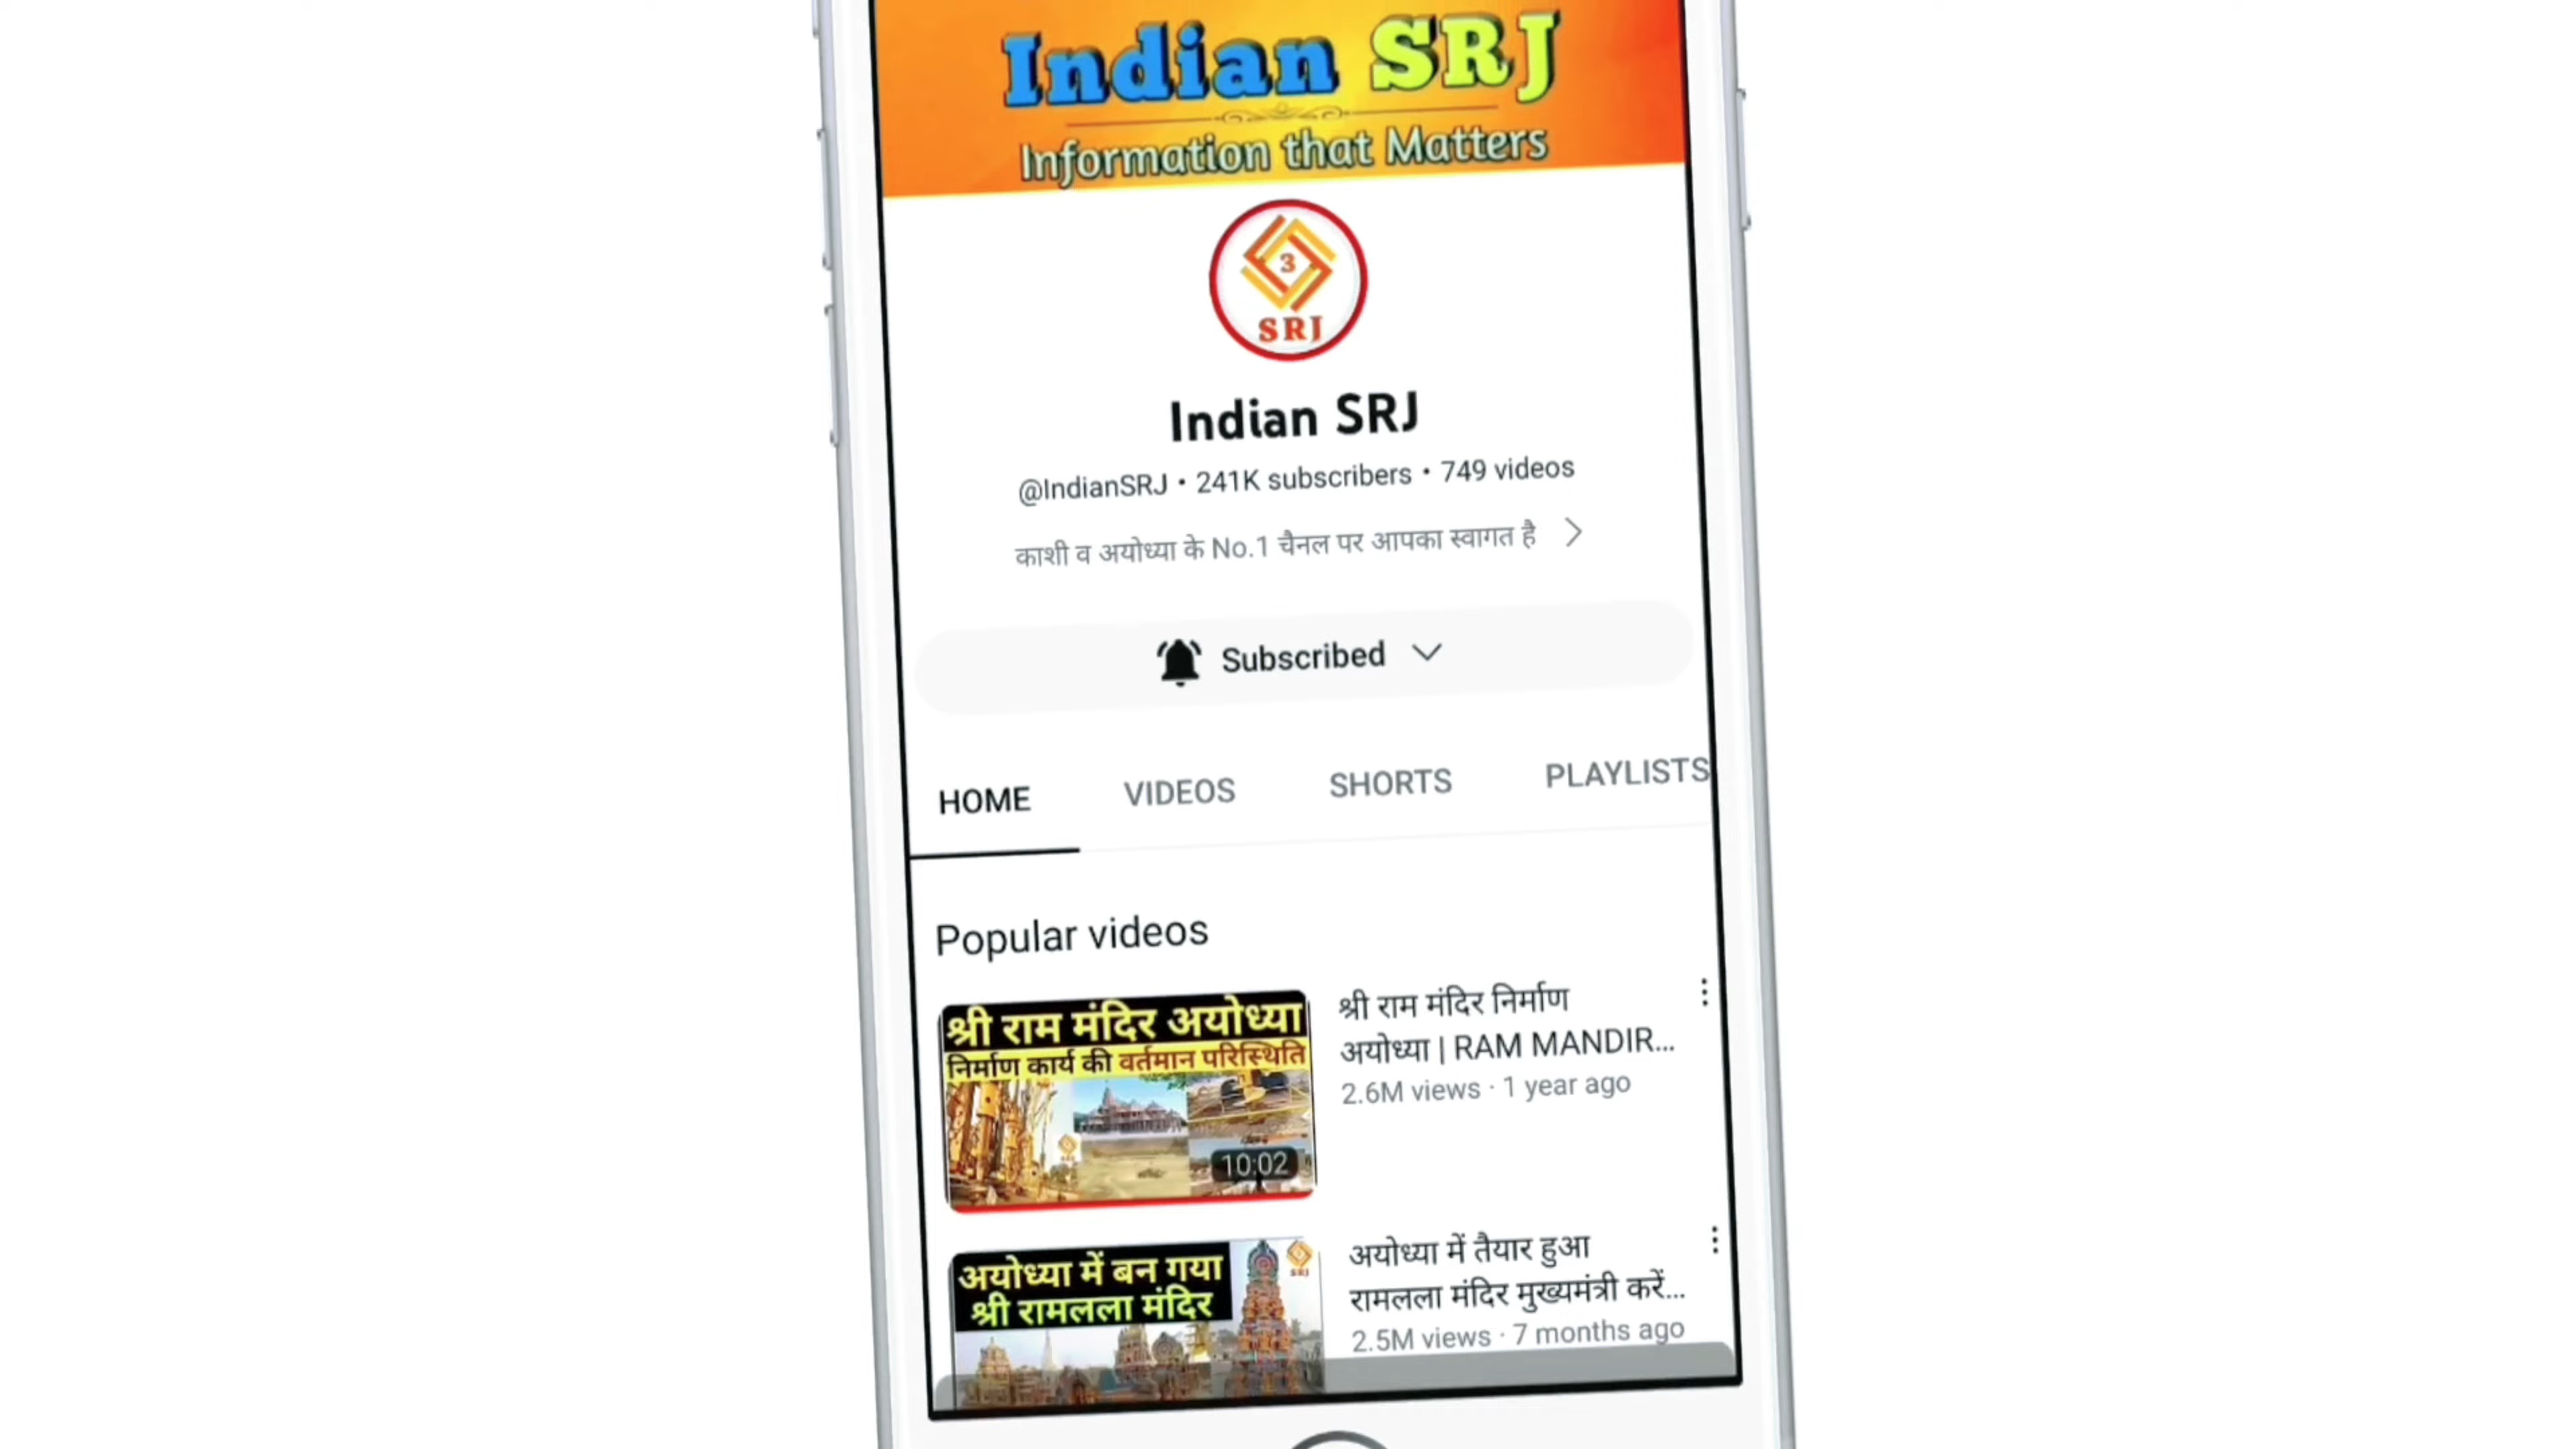 Indian SRJ
Information that Matters
3
SRJ
Indian SRJ
@IndianSRJ • 241K subscribers • 749 videos
काशी व अयोध्या के No.1 चैनल पर आपका स्वागत है
Subscribed
HOME VIDEOS SHORTS PLAYLISTS
Popular videos
श्री राम मंदिर अयोध्या
निर्माण कार्य की वर्तमान परिस्थिति
10:02
श्री राम मंदिर निर्माण
अयोध्या | RAM MANDIR...
2.6M views · 1 year ago
अयोध्या में बन गया
श्री रामलला मंदिर
SRJ
अयोध्या में तैयार हुआ
रामलला मंदिर मुख्यमंत्री करें...
2.5M views · 7 months ago